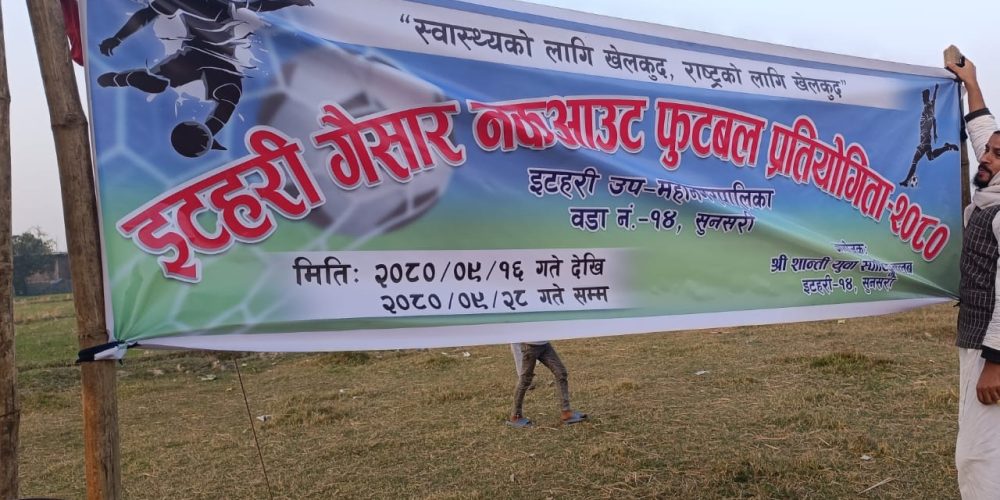 “स्वास्थ्यको लागि खेलकुद, राष्ट्रको लागि खेलकुद”
इटहरी गैसार नकआउट फुटबल प्रतियोगिता-२०८०
इटहरी उप-महानगरपालिका
वडा नं.-१४, सुनसरी
मितिः २०८०/०९/१६ गते देखि
२०८०/०९/२८ गते सम्म
श्री शान्ती युवा
इटहरी-१४, सुनसरी